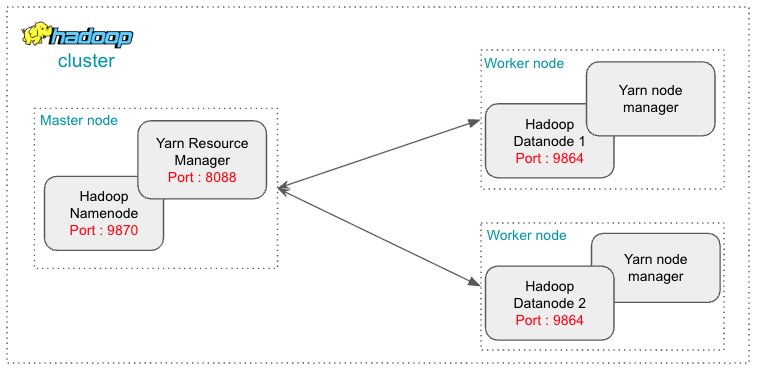 hadoop
cluster
Master node
Yarn Resource
Manager
Port : 8088
Hadoop
Namenode
Port : 9870
Worker node
Yarn node
manager
Hadoop
Datanode 1
Port : 9864
Worker node
Yarn node
manager
Hadoop
Datanode 2
Port : 9864